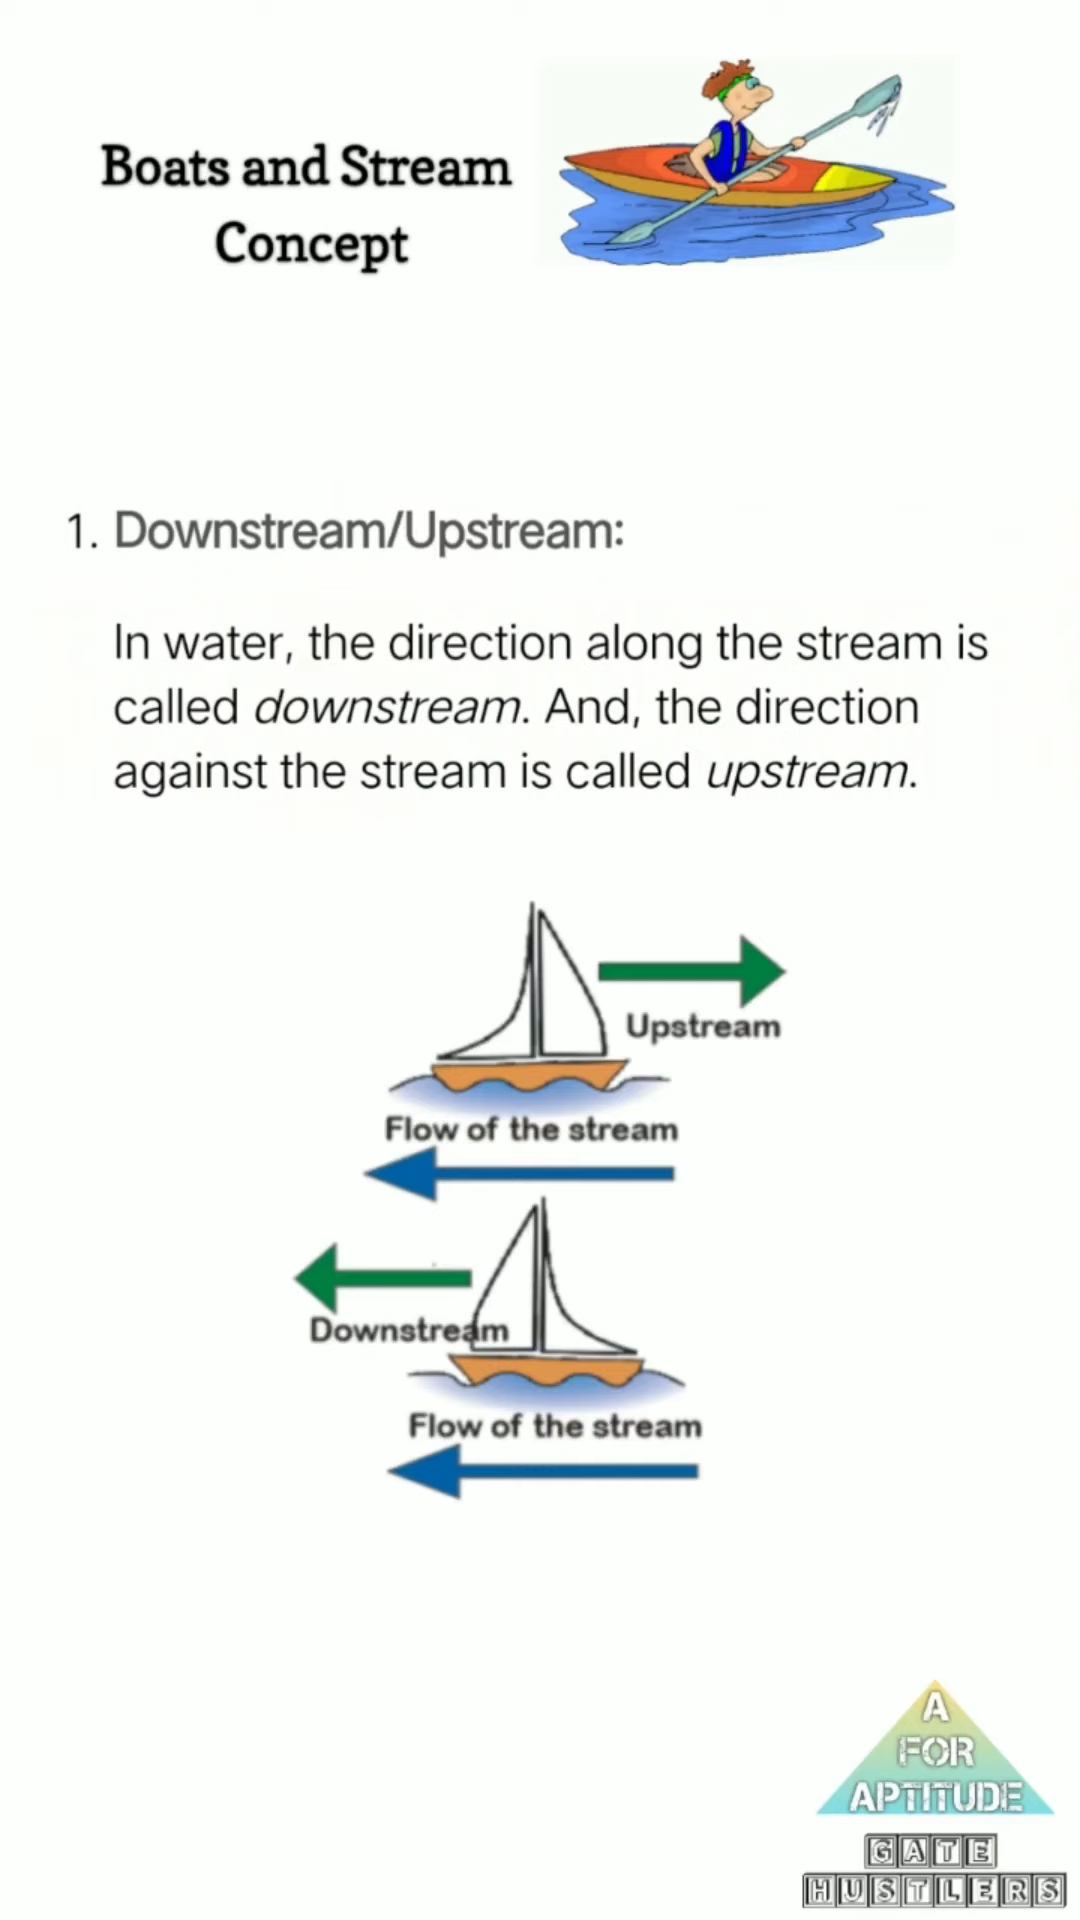 Boats and Stream
Concept
1. Downstream/Upstream:
In water, the direction along the stream is
called downstream. And, the direction
against the stream is called upstream.
Upstream
Flow of the stream
Downstream
Flow of the stream
A
FOR
APTITUDE
GATE
HUSTLERS